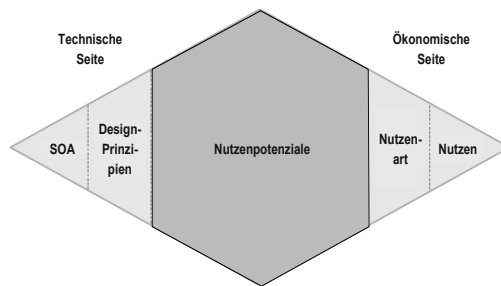 Technische
Seite
Ökonomische
Seite
SOA
Design-
Prinzi-
pien
Nutzenpotenziale
Nutzen-
art
Nutzen